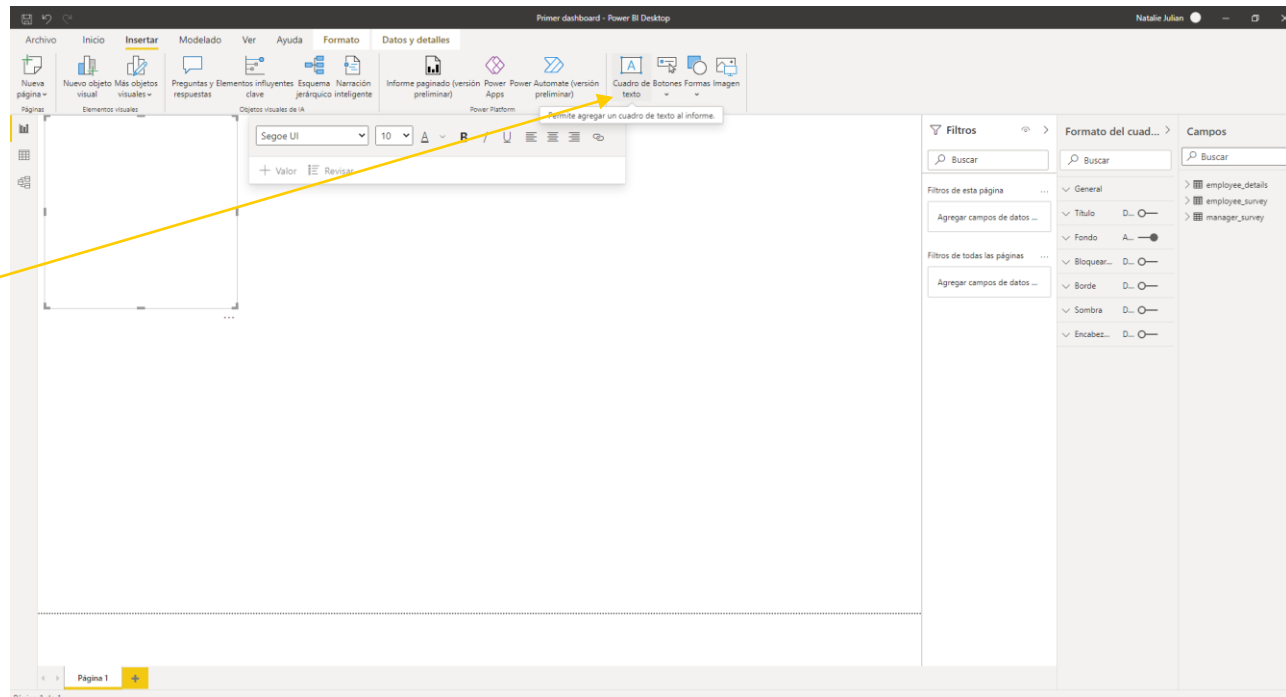 Primer dashboard - Power BI Desktop
Natalie Julian
Archivo Inicio Insertar Modelado Ver Ayuda Formato Datos y detalles
Nueva página
Nuevo objeto visual
Más objetos visuales
Preguntas y respuestas
Elementos influyentes clave
Esquema jerárquico
Narración inteligente
Informe paginado (versión preliminar)
Power Apps
Power Automate (versión preliminar)
Cuadro de texto
Botones
Formas
Imagen
Páginas
Elementos visuales
Objetos visuales de IA
Power Platform
Permite agregar un cuadro de texto al informe.
Segoe UI 10 A B I U
Valor Revisar
Filtros
Buscar
Filtros de esta página ...
Agregar campos de datos ...
Filtros de todas las páginas ...
Agregar campos de datos ...
Formato del cuad...
Buscar
General
Título D...
Fondo A...
Bloquear... D...
Borde D...
Sombra D...
Encabez... D...
Campos
Buscar
employee_details
employee_survey
manager_survey
Página 1 +